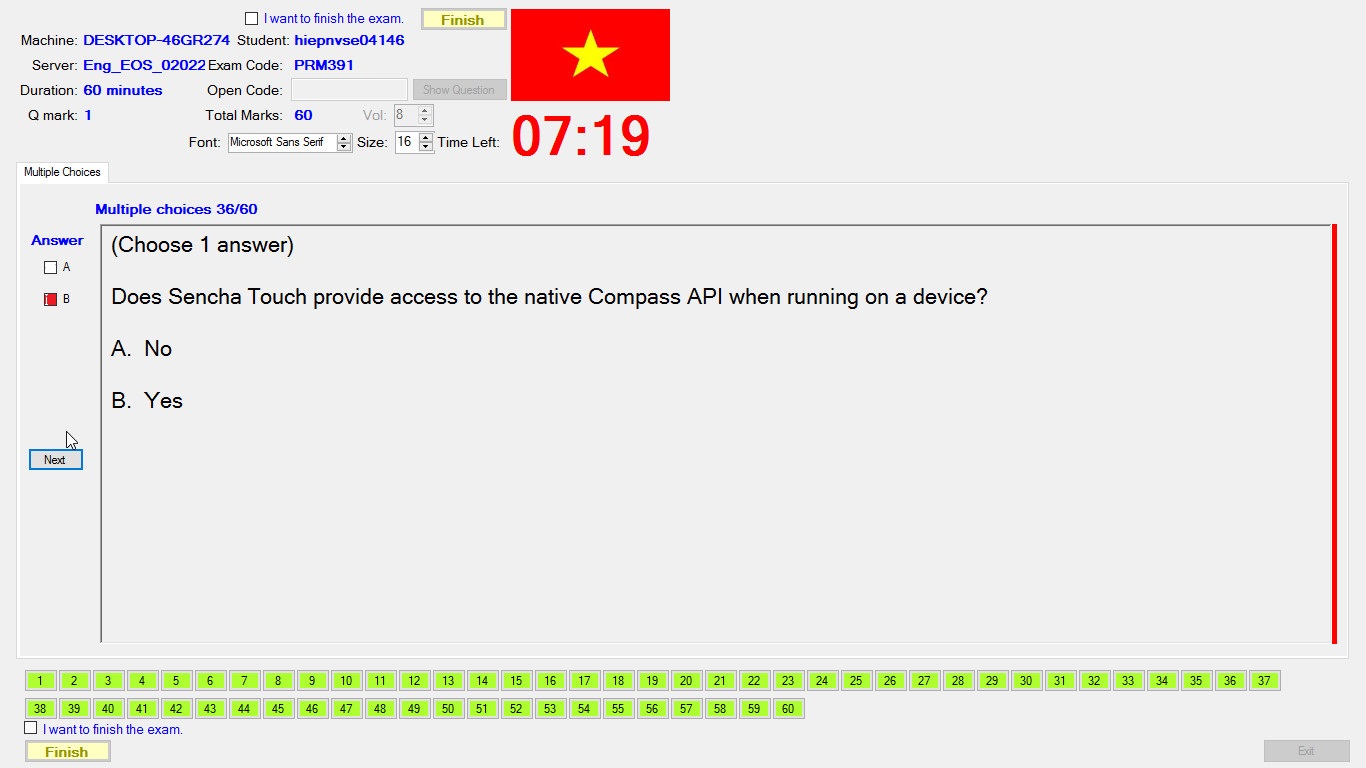 I want to finish the exam. Finish
Machine: DESKTOP-46GR274 Student: hiepnvse04146
Server: Eng_EOS_02022 Exam Code: PRM391
Duration: 60 minutes Open Code: Show Question
Q mark: 1 Total Marks: 60 Vol: 8
Font: Microsoft Sans Serif Size: 16 Time Left: 07:19
Multiple Choices
Multiple choices 36/60
Answer
(Choose 1 answer)
A
B
Does Sencha Touch provide access to the native Compass API when running on a device?
A. No
B. Yes
Next
1 2 3 4 5 6 7 8 9 10 11 12 13 14 15 16 17 18 19 20 21 22 23 24 25 26 27 28 29 30 31 32 33 34 35 36 37
38 39 40 41 42 43 44 45 46 47 48 49 50 51 52 53 54 55 56 57 58 59 60
I want to finish the exam.
Finish Exit